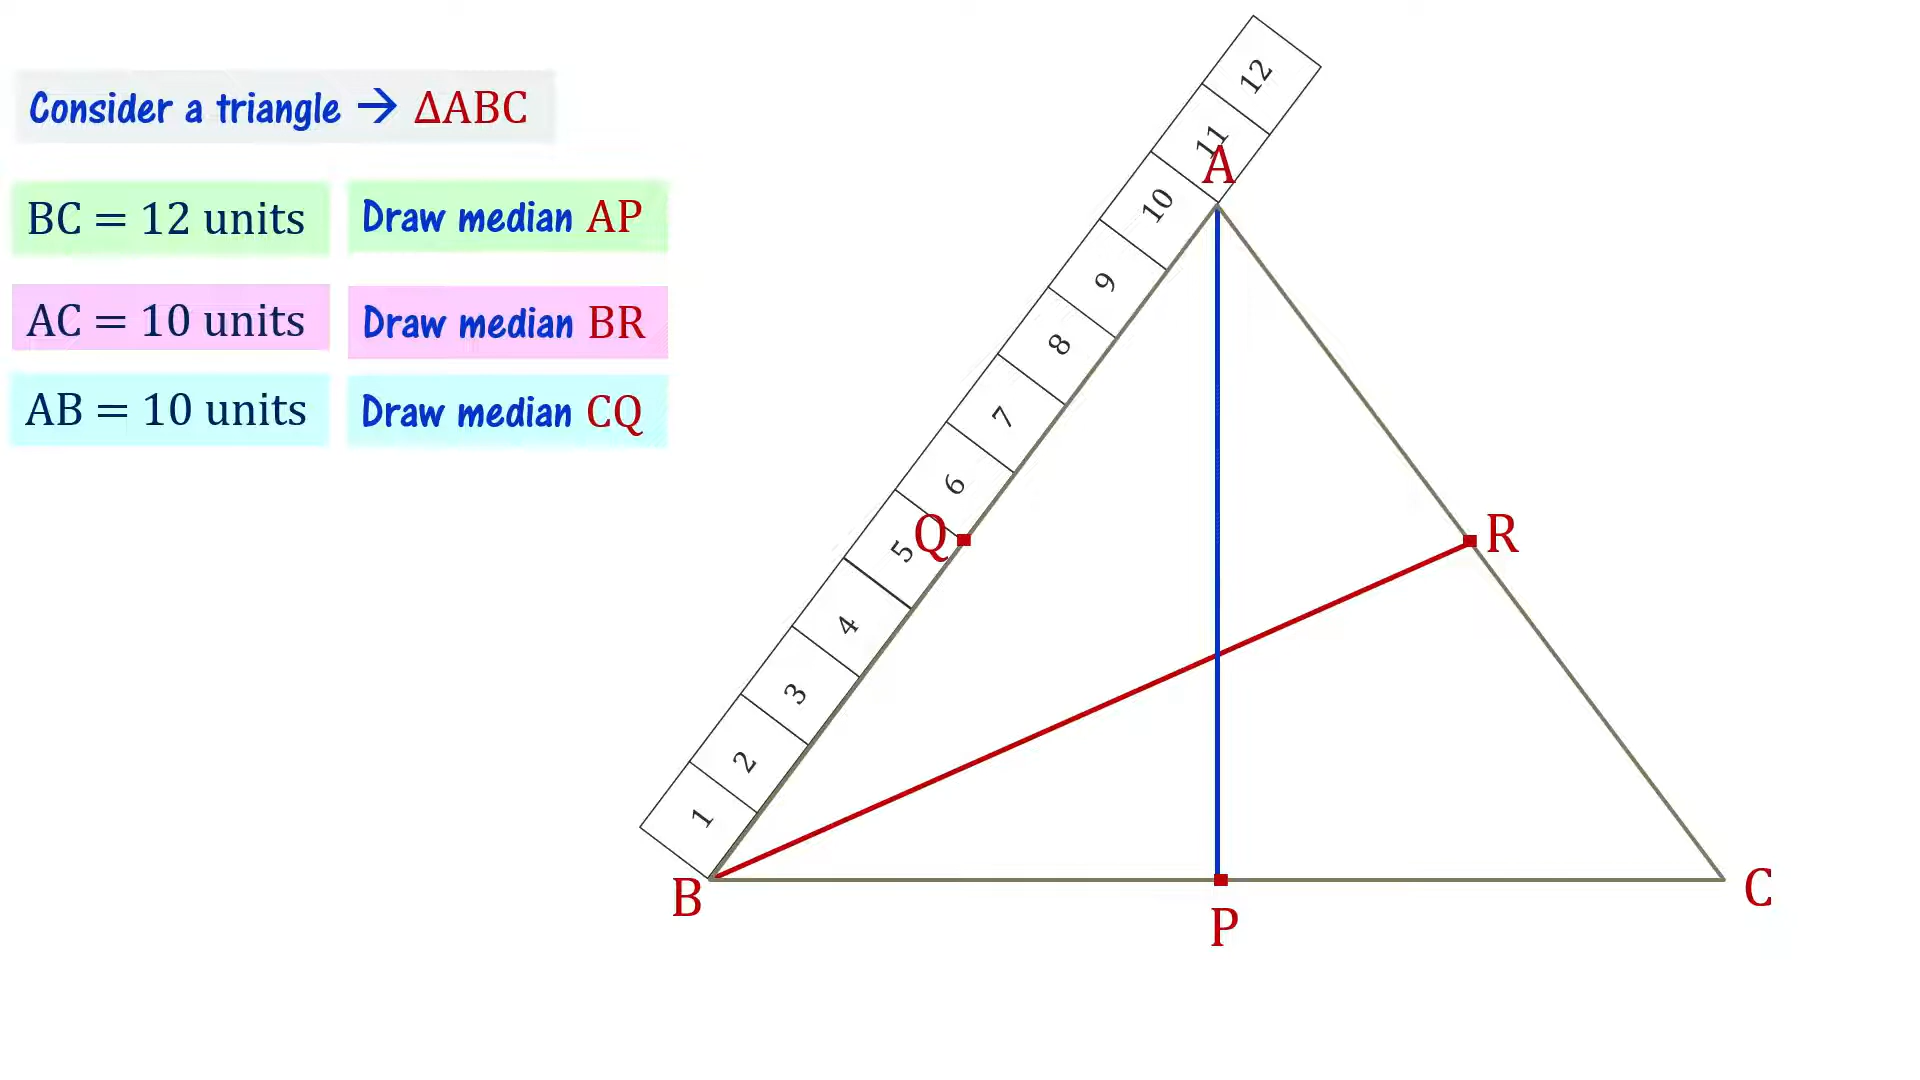 Consider a triangle → ΔABC
BC = 12 units
Draw median AP
AC = 10 units
Draw median BR
AB = 10 units
Draw median CQ
12
11
A
10
9
8
7
6
Q
5
R
4
3
2
1
B
C
P